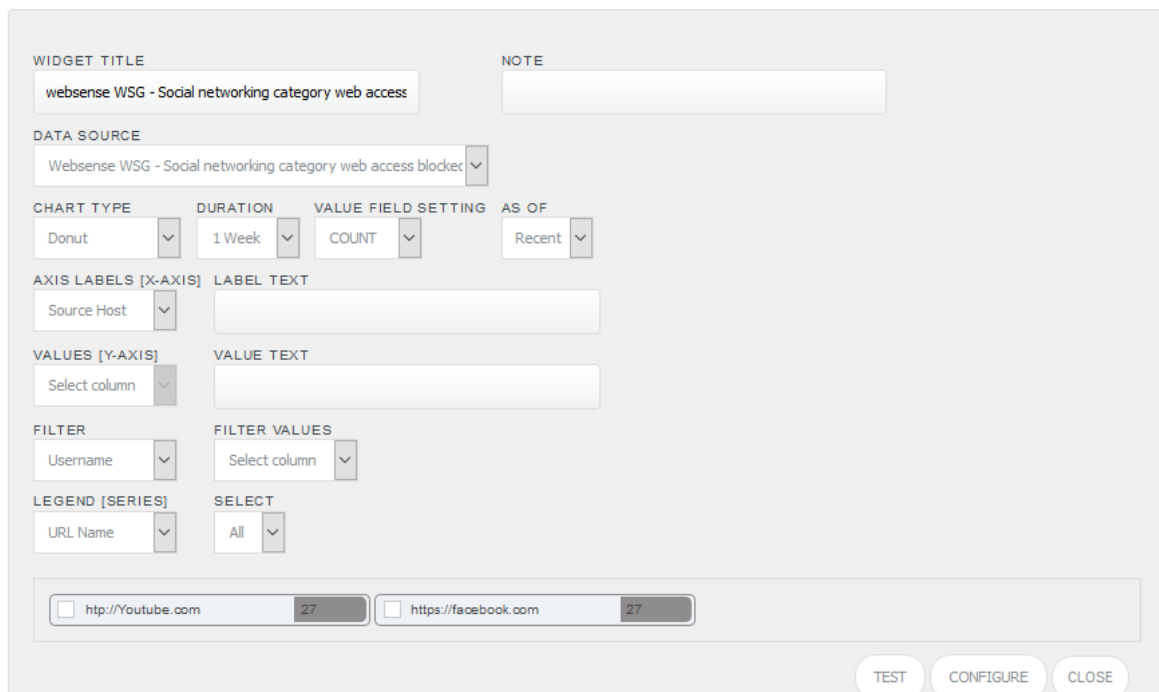 WIDGET TITLE NOTE
websense WSG - Social networking category web access
DATA SOURCE
Websense WSG - Social networking category web access blocked
CHART TYPE DURATION VALUE FIELD SETTING AS OF
Donut 1 Week COUNT Recent
AXIS LABELS [X-AXIS] LABEL TEXT
Source Host
VALUES [Y-AXIS] VALUE TEXT
Select column
FILTER FILTER VALUES
Username Select column
LEGEND [SERIES] SELECT
URL Name All
htp://Youtube.com 27 https://facebook.com 27
TEST CONFIGURE CLOSE